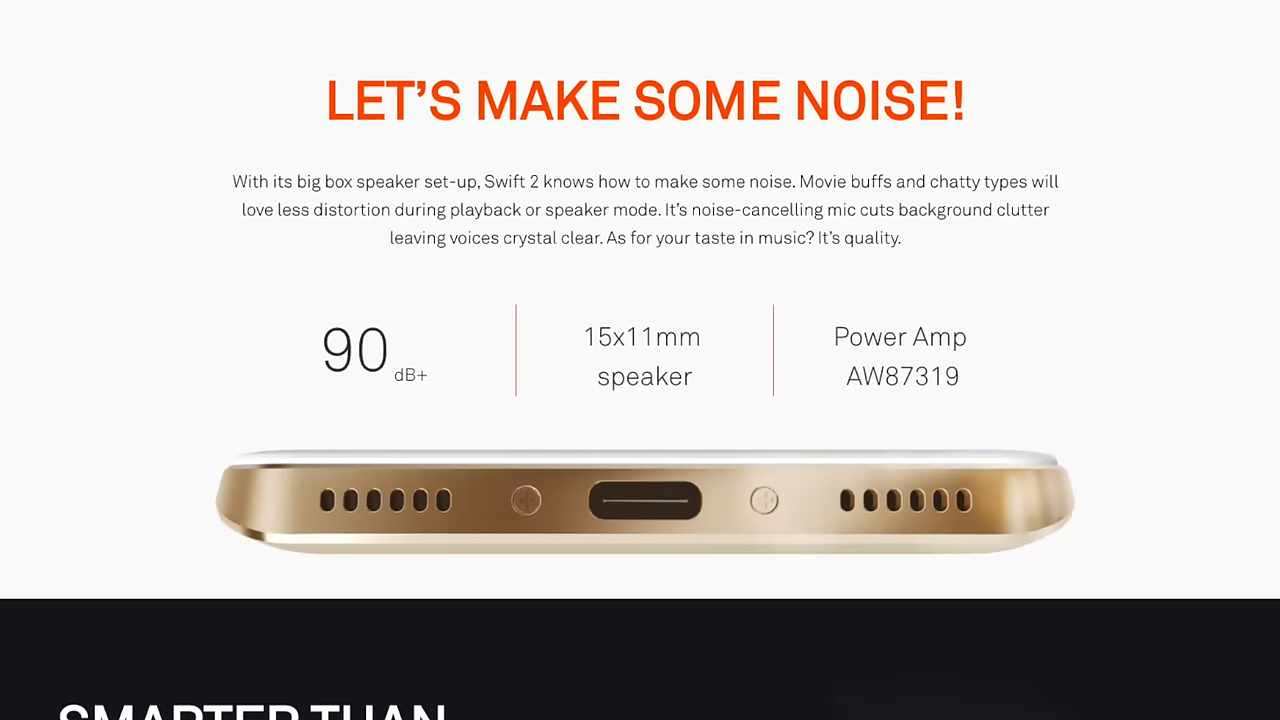 LET'S MAKE SOME NOISE!
With its big box speaker set-up, Swift 2 knows how to make some noise. Movie buffs and chatty types will
love less distortion during playback or speaker mode. It's noise-cancelling mic cuts background clutter
leaving voices crystal clear. As for your taste in music? It's quality.
90 dB+
15x11mm
speaker
Power Amp
AW87319
SMARTER THAN